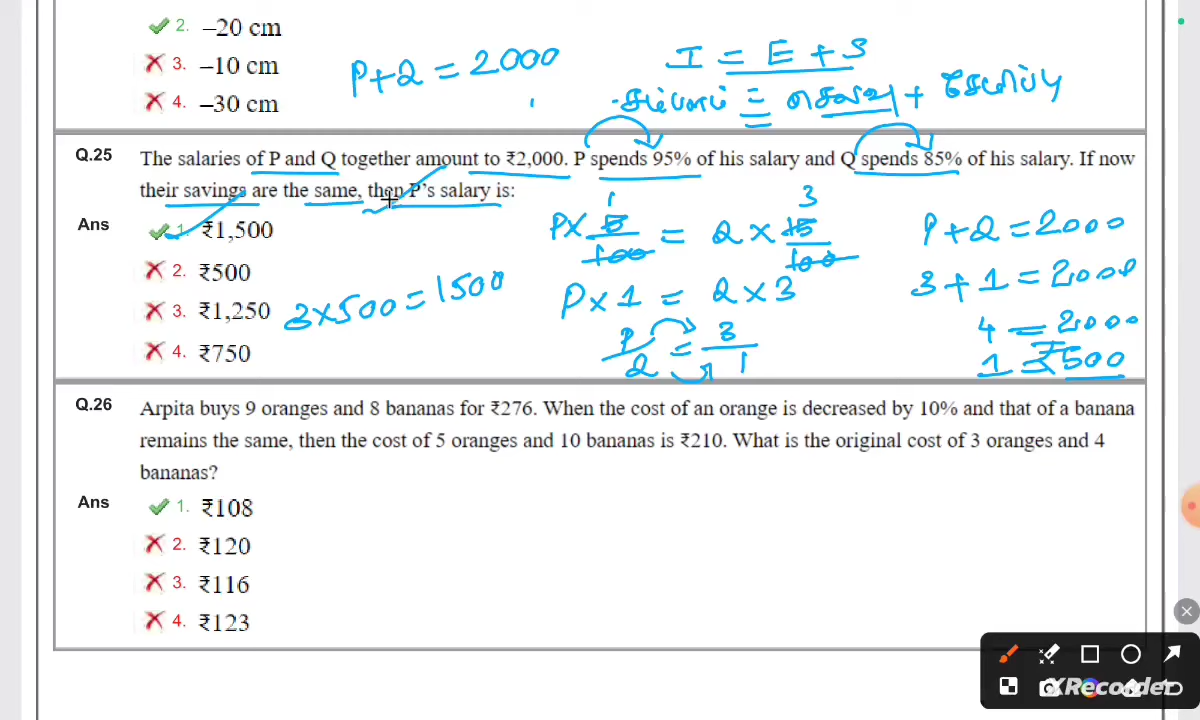 2. –20 cm
3. –10 cm
4. –30 cm
P+Q = 2000
I = E + S
Q.25
The salaries of P and Q together amount to ₹2,000. P spends 95% of his salary and Q spends 85% of his salary. If now
their savings are the same, then P's salary is:
Ans
1. ₹1,500
2. ₹500
3. ₹1,250
4. ₹750
P× 5/100 = Q × 15/100
1
3
P × 1 = Q × 3
P/Q = 3/1
P+Q = 2000
3+1 = 2000
4 = 2000
1 = ₹500
3×500 = 1500
Q.26
Arpita buys 9 oranges and 8 bananas for ₹276. When the cost of an orange is decreased by 10% and that of a banana
remains the same, then the cost of 5 oranges and 10 bananas is ₹210. What is the original cost of 3 oranges and 4
bananas?
Ans
1. ₹108
2. ₹120
3. ₹116
4. ₹123
XRecorder